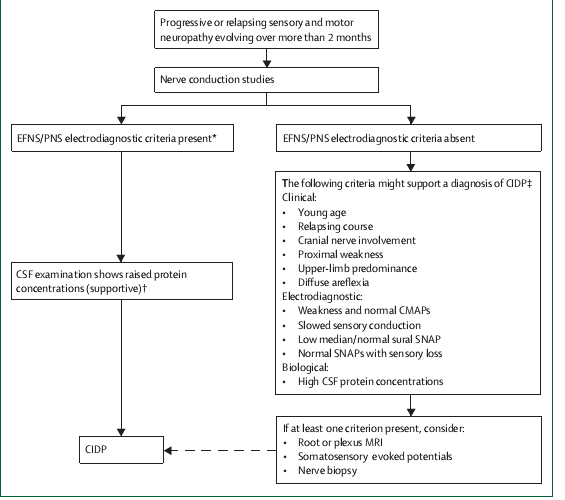 Progressive or relapsing sensory and motor
neuropathy evolving over more than 2 months
Nerve conduction studies
EFNS/PNS electrodiagnostic criteria present*
EFNS/PNS electrodiagnostic criteria absent
CSF examination shows raised protein
concentrations (supportive)†
The following criteria might support a diagnosis of CIDP‡
Clinical:
• Young age
• Relapsing course
• Cranial nerve involvement
• Proximal weakness
• Upper-limb predominance
• Diffuse areflexia
Electrodiagnostic:
• Weakness and normal CMAPs
• Slowed sensory conduction
• Low median/normal sural SNAP
• Normal SNAPs with sensory loss
Biological:
• High CSF protein concentrations
If at least one criterion present, consider:
• Root or plexus MRI
• Somatosensory evoked potentials
• Nerve biopsy
CIDP